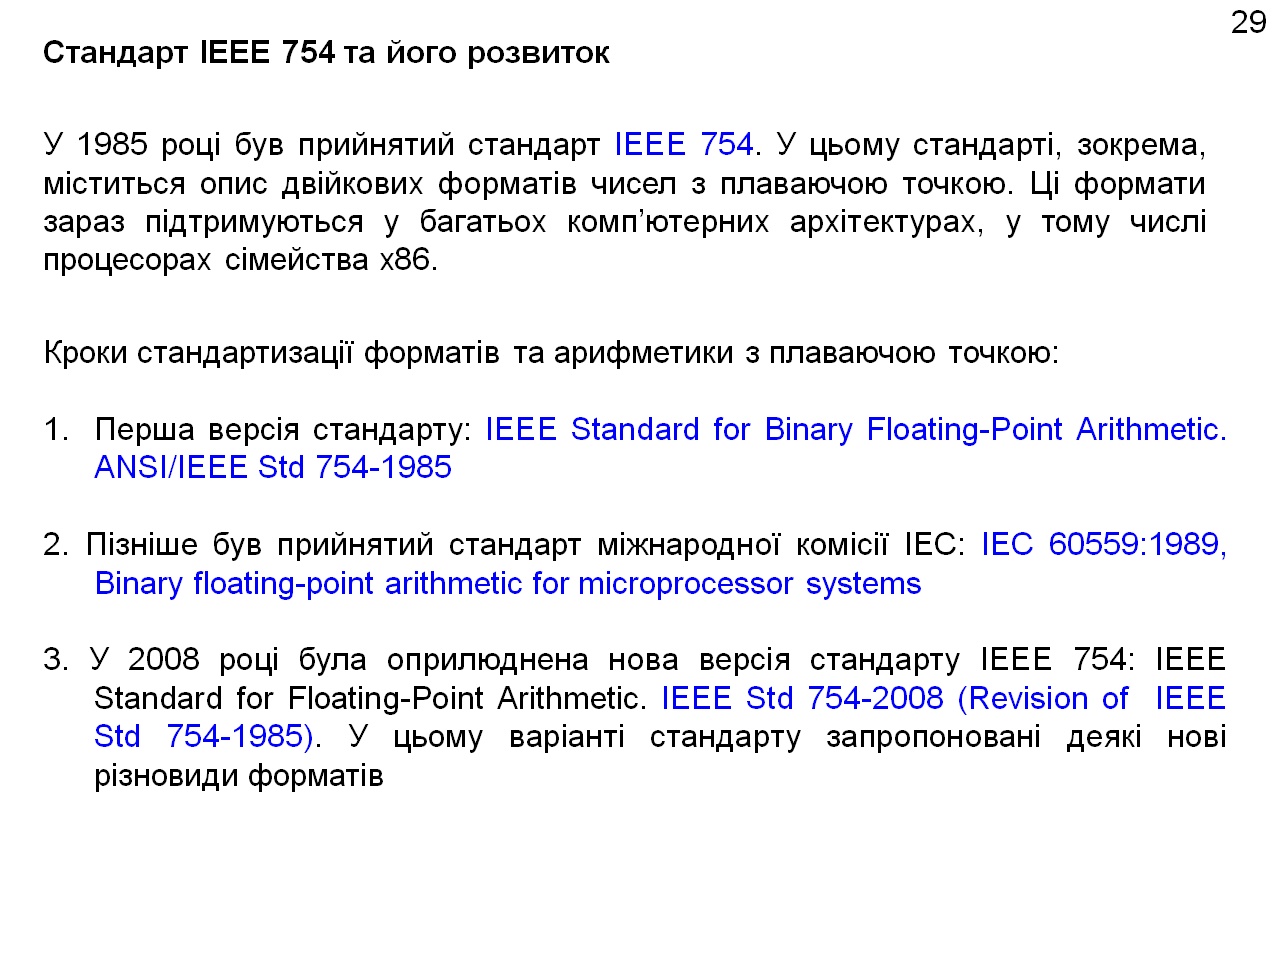 29
Стандарт IEEE 754 та його розвиток
У 1985 році був прийнятий стандарт IEEE 754. У цьому стандарті, зокрема,
міститься опис двійкових форматів чисел з плаваючою точкою. Ці формати
зараз підтримуються у багатьох комп’ютерних архітектурах, у тому числі
процесорах сімейства x86.
Кроки стандартизації форматів та арифметики з плаваючою точкою:
1. Перша версія стандарту: IEEE Standard for Binary Floating-Point Arithmetic.
ANSI/IEEE Std 754-1985
2. Пізніше був прийнятий стандарт міжнародної комісії IEC: IEC 60559:1989,
Binary floating-point arithmetic for microprocessor systems
3. У 2008 році була оприлюднена нова версія стандарту IEEE 754: IEEE
Standard for Floating-Point Arithmetic. IEEE Std 754-2008 (Revision of IEEE
Std 754-1985). У цьому варіанті стандарту запропоновані деякі нові
різновиди форматів